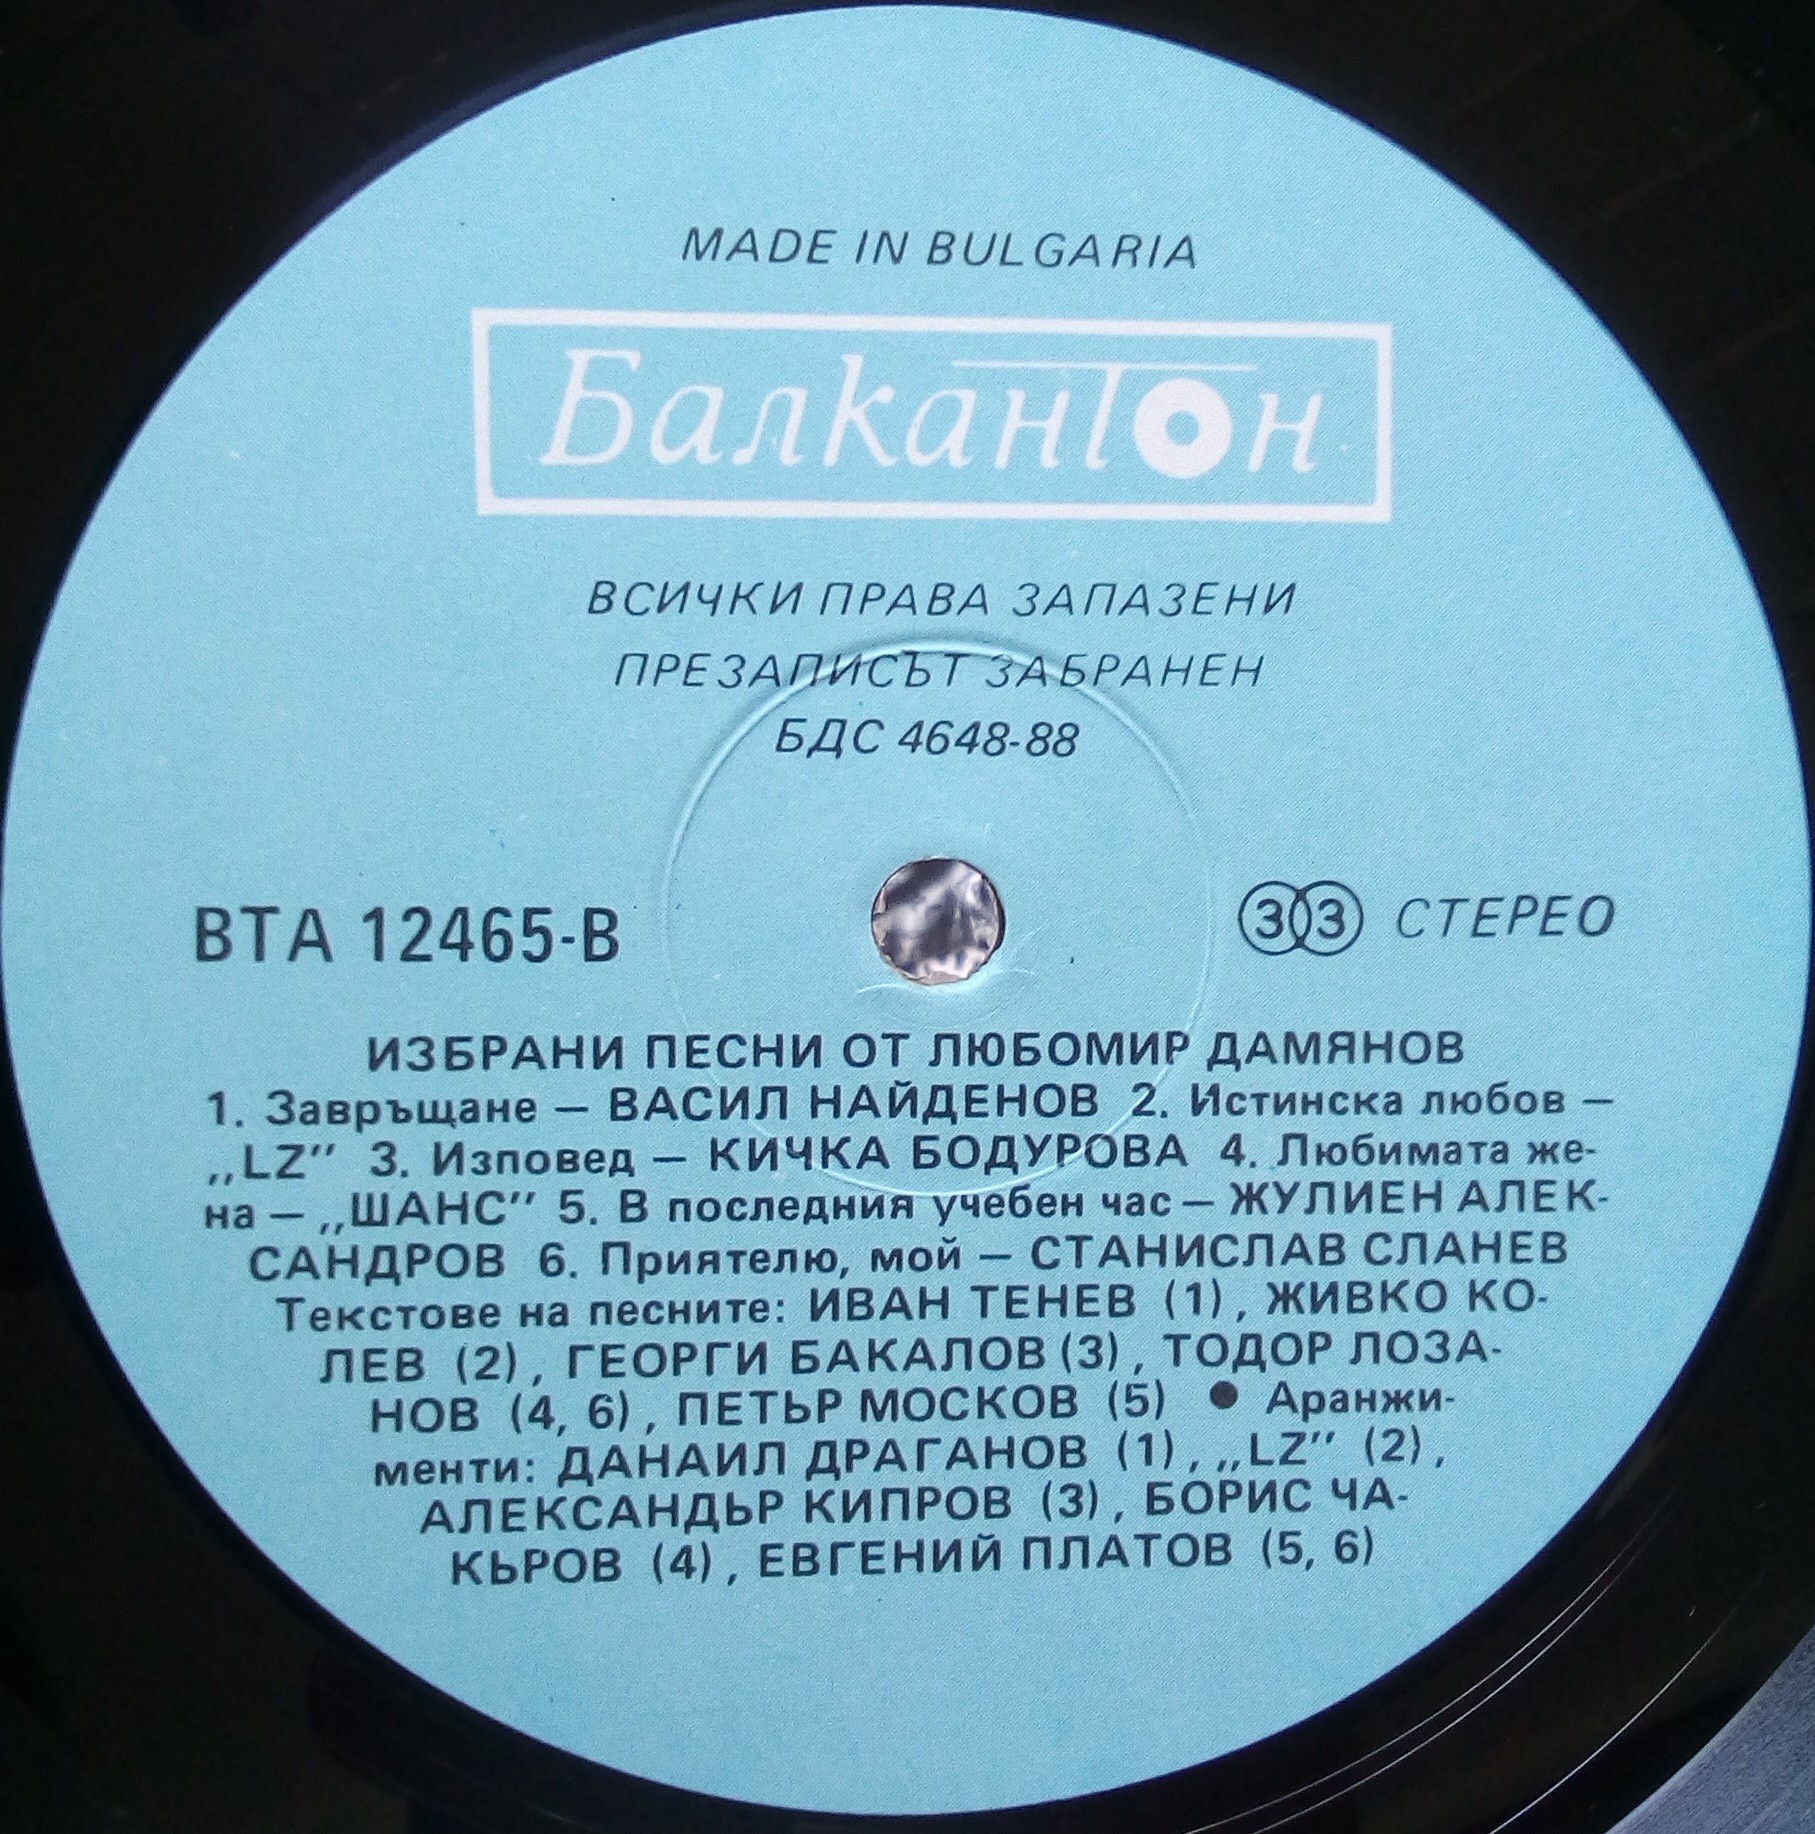 MADE IN BULGARIA
Балкантон
ВСИЧКИ ПРАВА ЗАПАЗЕНИ
ПРЕЗАПИСЪТ ЗАБРАНЕН
БДС 4648-88
ВТА 12465-В
33 СТЕРЕО
ИЗБРАНИ ПЕСНИ ОТ ЛЮБОМИР ДАМЯНОВ
1. Завръщане — ВАСИЛ НАЙДЕНОВ 2. Истинска любов —
„LZ” 3. Изповед — КИЧКА БОДУРОВА 4. Любимата же-
на — „ШАНС” 5. В последния учебен час — ЖУЛИЕН АЛЕК-
САНДРОВ 6. Приятелю, мой — СТАНИСЛАВ СЛАНЕВ
Текстове на песните: ИВАН ТЕНЕВ (1), ЖИВКО КО-
ЛЕВ (2), ГЕОРГИ БАКАЛОВ (3), ТОДОР ЛОЗА-
НОВ (4, 6), ПЕТЬР МОСКОВ (5) ● Аранжи-
менти: ДАНАИЛ ДРАГАНОВ (1), „LZ” (2),
АЛЕКСАНДЬР КИПРОВ (3), БОРИС ЧА-
КЬРОВ (4), ЕВГЕНИЙ ПЛАТОВ (5, 6)